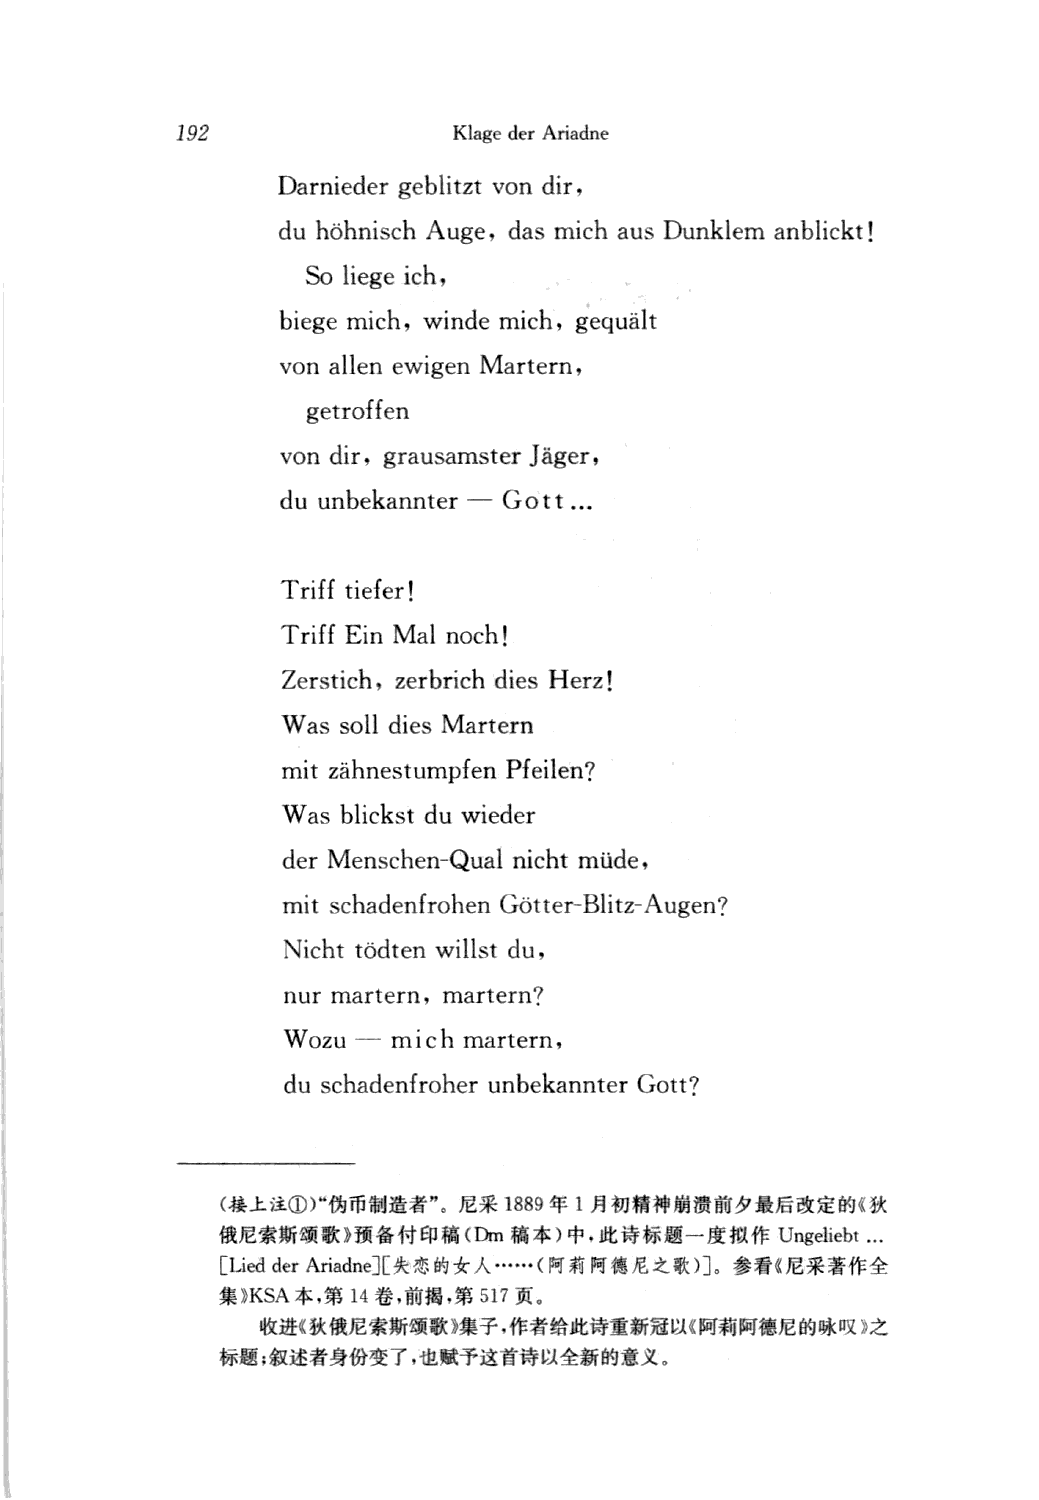 192
Klage der Ariadne
Darnieder geblitzt von dir,
du höhnisch Auge, das mich aus Dunklem anblickt!
So liege ich,
biege mich, winde mich, gequält
von allen ewigen Martern,
getroffen
von dir, grausamster Jäger,
du unbekannter — Gott...
Triff tiefer!
Triff Ein Mal noch!
Zerstich, zerbrich dies Herz!
Was soll dies Martern
mit zähnestumpfen Pfeilen?
Was blickst du wieder
der Menschen-Qual nicht müde,
mit schadenfrohen Götter-Blitz-Augen?
Nicht tödten willst du,
nur martern, martern?
Wozu — mich martern,
du schadenfroher unbekannter Gott?
(接上注①)“伪币制造者”。尼采 1889 年 1 月初精神崩溃前夕最后改定的《狄
俄尼索斯颂歌》预备付印稿(Dm 稿本)中,此诗标题一度拟作 Ungeliebt ...
[Lied der Ariadne][失恋的女人……(阿莉阿德尼之歌)]。参看《尼采著作全
集》KSA 本,第 14 卷,前揭,第 517 页。
收进《狄俄尼索斯颂歌》集子,作者给此诗重新冠以《阿莉阿德尼的咏叹》之
标题;叙述者身份变了,也赋予这首诗以全新的意义。